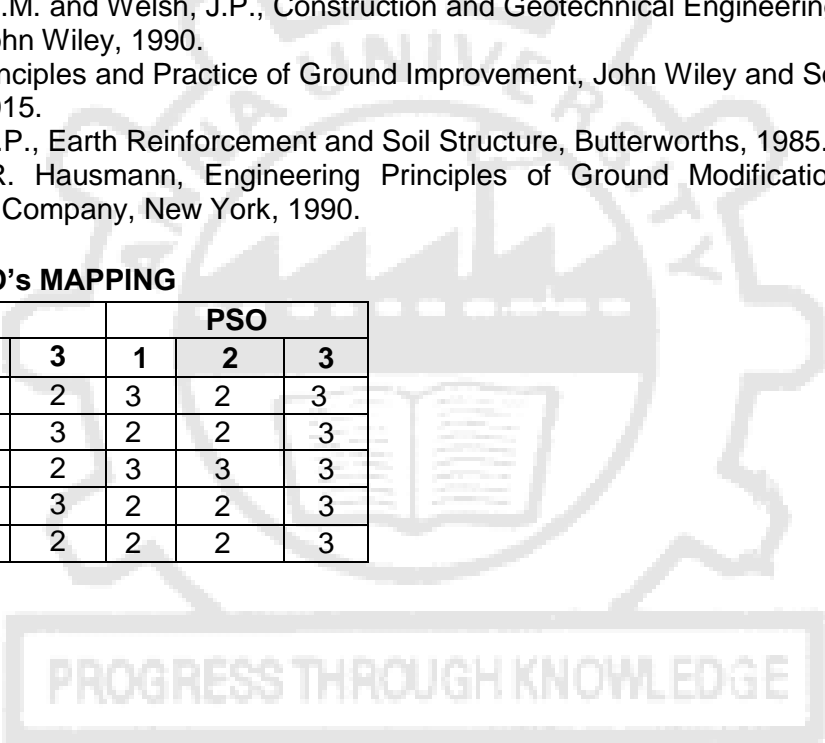 .M. and Welsh, J.P., Construction and Geotechnical Engineering
ohn Wiley, 1990.
nciples and Practice of Ground Improvement, John Wiley and So
015.
.P., Earth Reinforcement and Soil Structure, Butterworths, 1985.
R. Hausmann, Engineering Principles of Ground Modificatio
Company, New York, 1990.
O's MAPPING
PSO
3 1 2 3
2 3 2 3
3 2 2 3
2 3 3 3
3 2 2 3
2 2 2 3
UNIVERSITY
PROGRESS THROUGH KNOWLEDGE